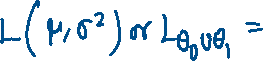 L(μ,σ²) or L_{θ₀∪θ₁} =